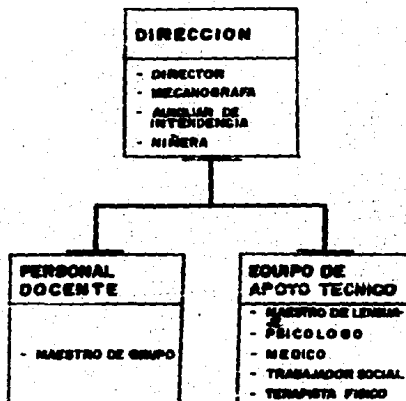 DIRECCION
- DIRECTOR
- MECANOGRAFA
- AUXILIAR DE
INTENDENCIA
- NIÑERA
PERSONAL
DOCENTE
- MAESTRO DE GRUPO
EQUIPO DE
APOYO TECNICO
- MAESTRO DE LENGUA-
JE
- PSICOLOGO
- MEDICO
- TRABAJADOR SOCIAL
- TERAPISTA FISICO